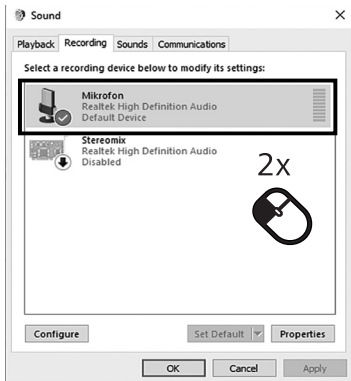 Sound
Playback Recording Sounds Communications
Select a recording device below to modify its settings:
Mikrofon
Realtek High Definition Audio
Default Device
Stereomix
Realtek High Definition Audio
Disabled
2x
Configure Set Default Properties
OK Cancel Apply